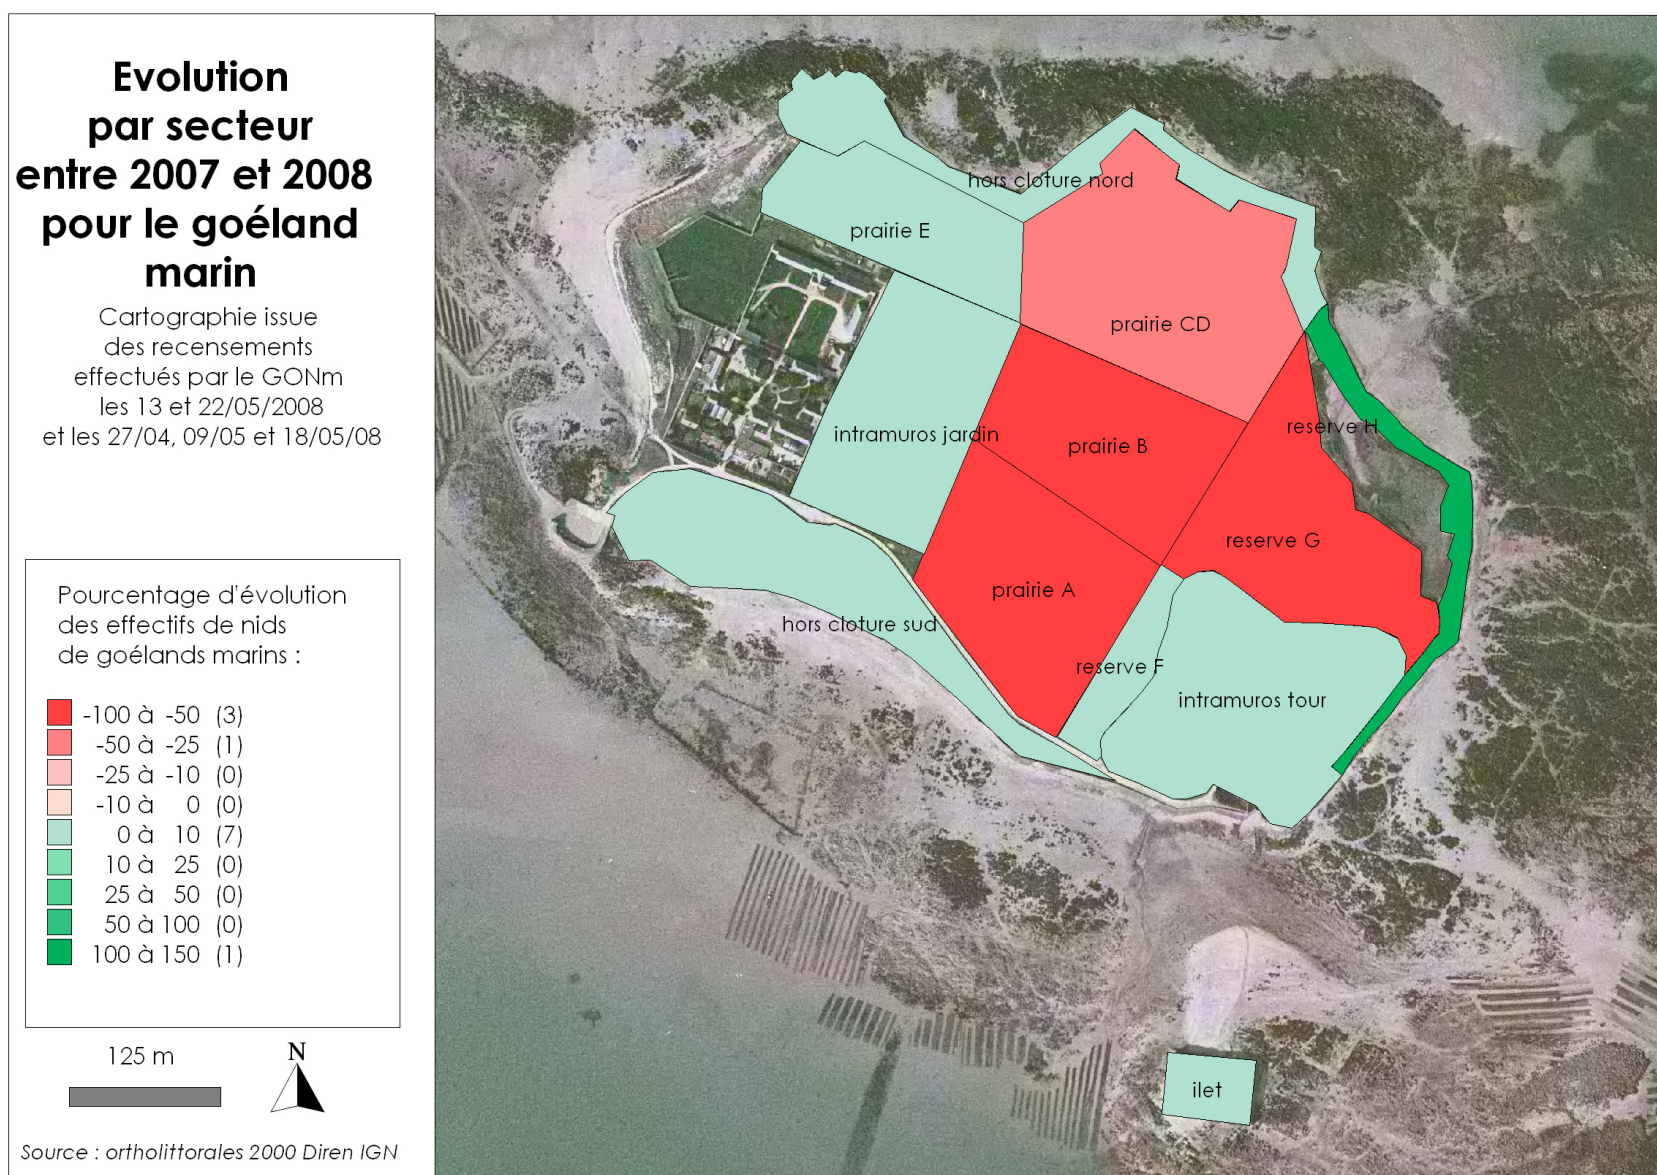 Evolution
par secteur
entre 2007 et 2008
pour le goéland
marin
Cartographie issue
des recensements
effectués par le GONm
les 13 et 22/05/2008
et les 27/04, 09/05 et 18/05/08
Pourcentage d'évolution
des effectifs de nids
de goélands marins :
-100 à -50 (3)
-50 à -25 (1)
-25 à -10 (0)
-10 à 0 (0)
0 à 10 (7)
10 à 25 (0)
25 à 50 (0)
50 à 100 (0)
100 à 150 (1)
125 m
N
Source : ortholittorales 2000 Diren IGN
hors cloture nord
prairie E
prairie CD
reserve H
intramuros jardin
prairie B
reserve G
prairie A
hors cloture sud
reserve F
intramuros tour
ilet